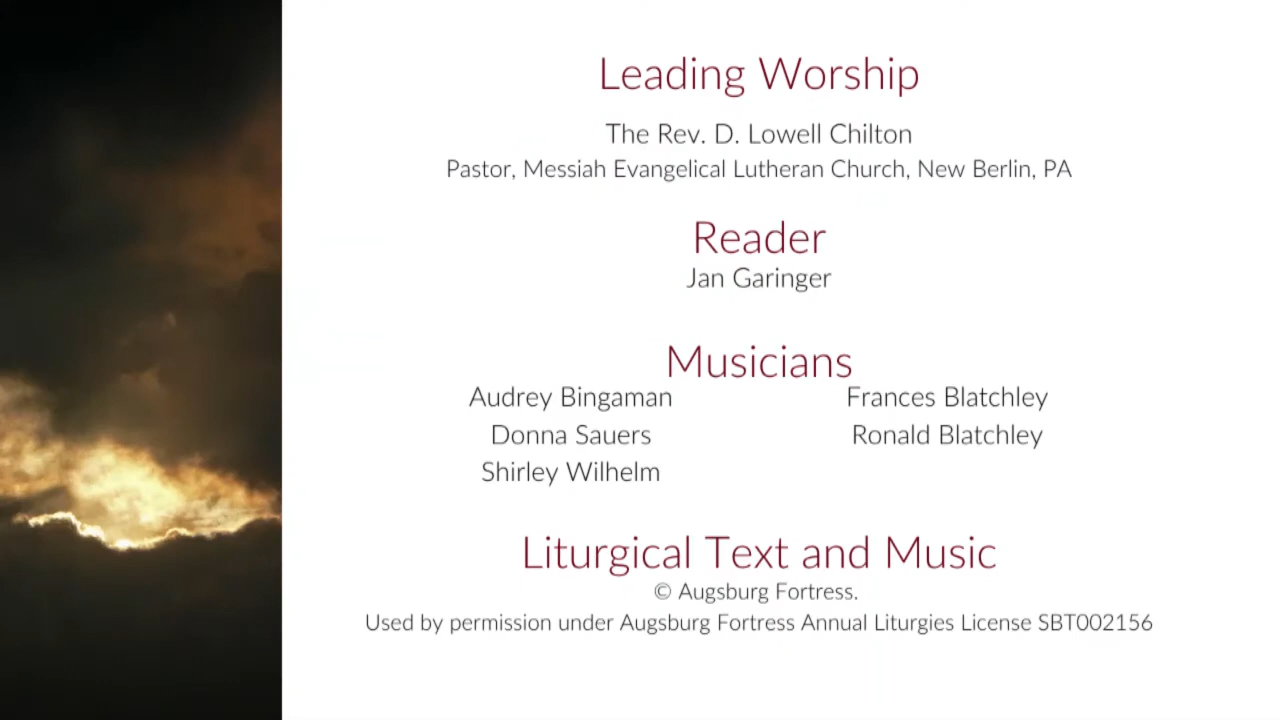 Leading Worship
The Rev. D. Lowell Chilton
Pastor, Messiah Evangelical Lutheran Church, New Berlin, PA
Reader
Jan Garinger
Musicians
Audrey Bingaman
Donna Sauers
Shirley Wilhelm
Frances Blatchley
Ronald Blatchley
Liturgical Text and Music
© Augsburg Fortress.
Used by permission under Augsburg Fortress Annual Liturgies License SBT002156